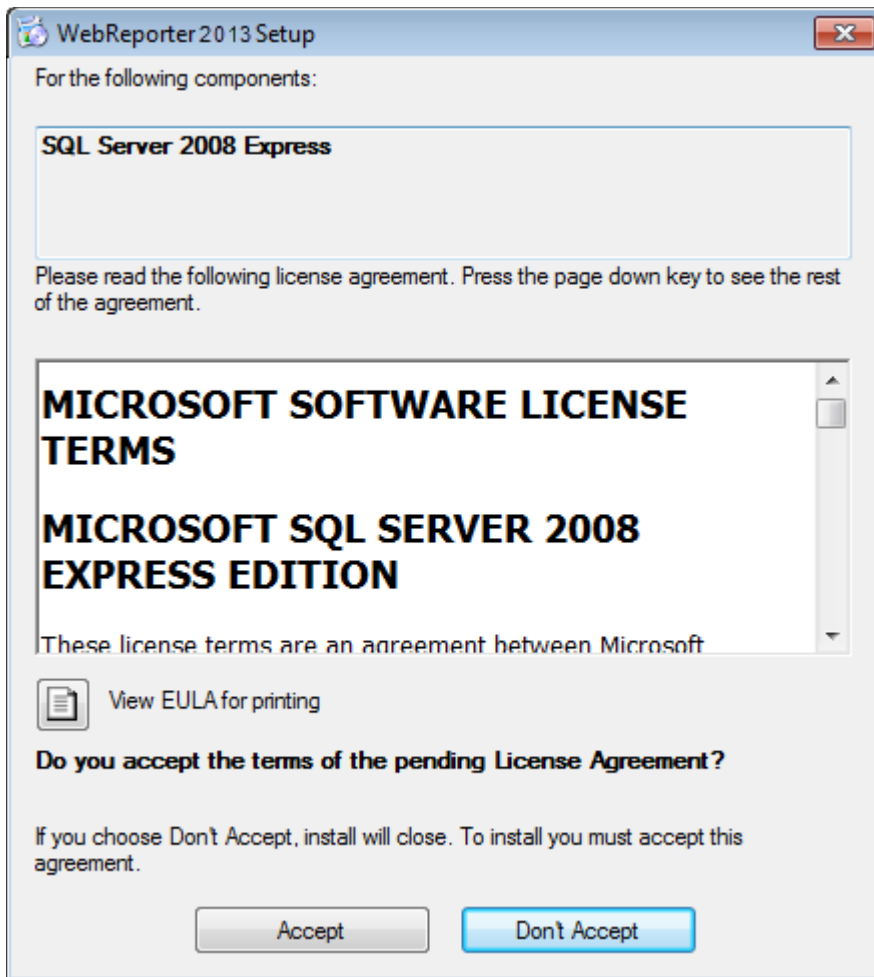 WebReporter 2013 Setup
For the following components:
SQL Server 2008 Express
Please read the following license agreement. Press the page down key to see the rest
of the agreement.
MICROSOFT SOFTWARE LICENSE
TERMS
MICROSOFT SQL SERVER 2008
EXPRESS EDITION
These license terms are an agreement between Microsoft
View EULA for printing
Do you accept the terms of the pending License Agreement?
If you choose Don't Accept, install will close. To install you must accept this
agreement.
Accept
Don't Accept